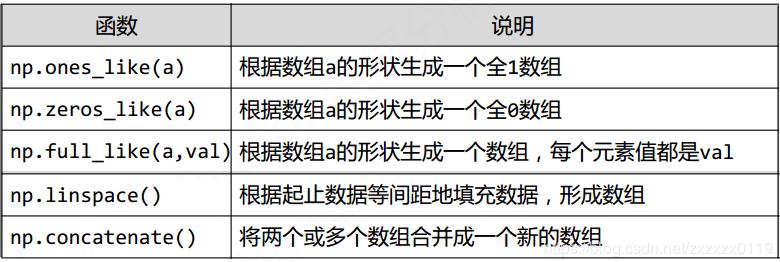 函数 说明
np.ones_like(a) 根据数组a的形状生成一个全1数组
np.zeros_like(a) 根据数组a的形状生成一个全0数组
np.full_like(a,val) 根据数组a的形状生成一个数组，每个元素值都是val
np.linspace() 根据起止数据等间距地填充数据，形成数组
np.concatenate() 将两个或多个数组合并成一个新的数组
https://blog.csdn.net/zxzxzx0119